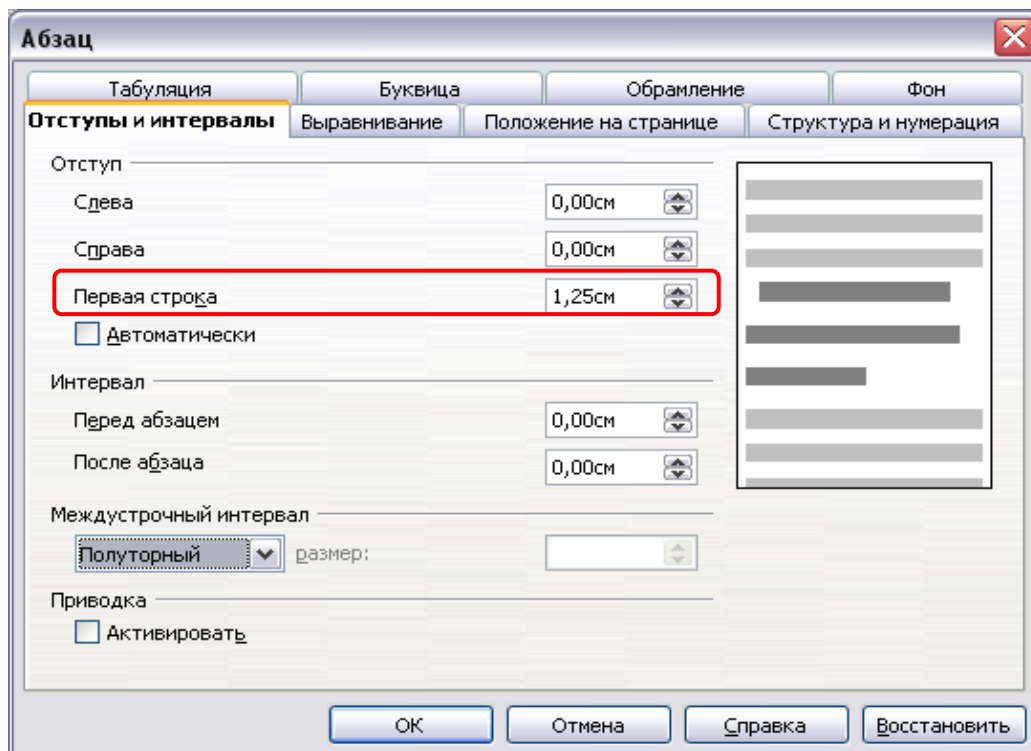 Абзац
Табуляция Буквица Обрамление Фон
Отступы и интервалы Выравнивание Положение на странице Структура и нумерация
Отступ
Слева 0,00см
Справа 0,00см
Первая строка 1,25см
Автоматически
Интервал
Перед абзацем 0,00см
После абзаца 0,00см
Междустрочный интервал
Полуторный размер:
Приводка
Активировать
ОК Отмена Справка Восстановить